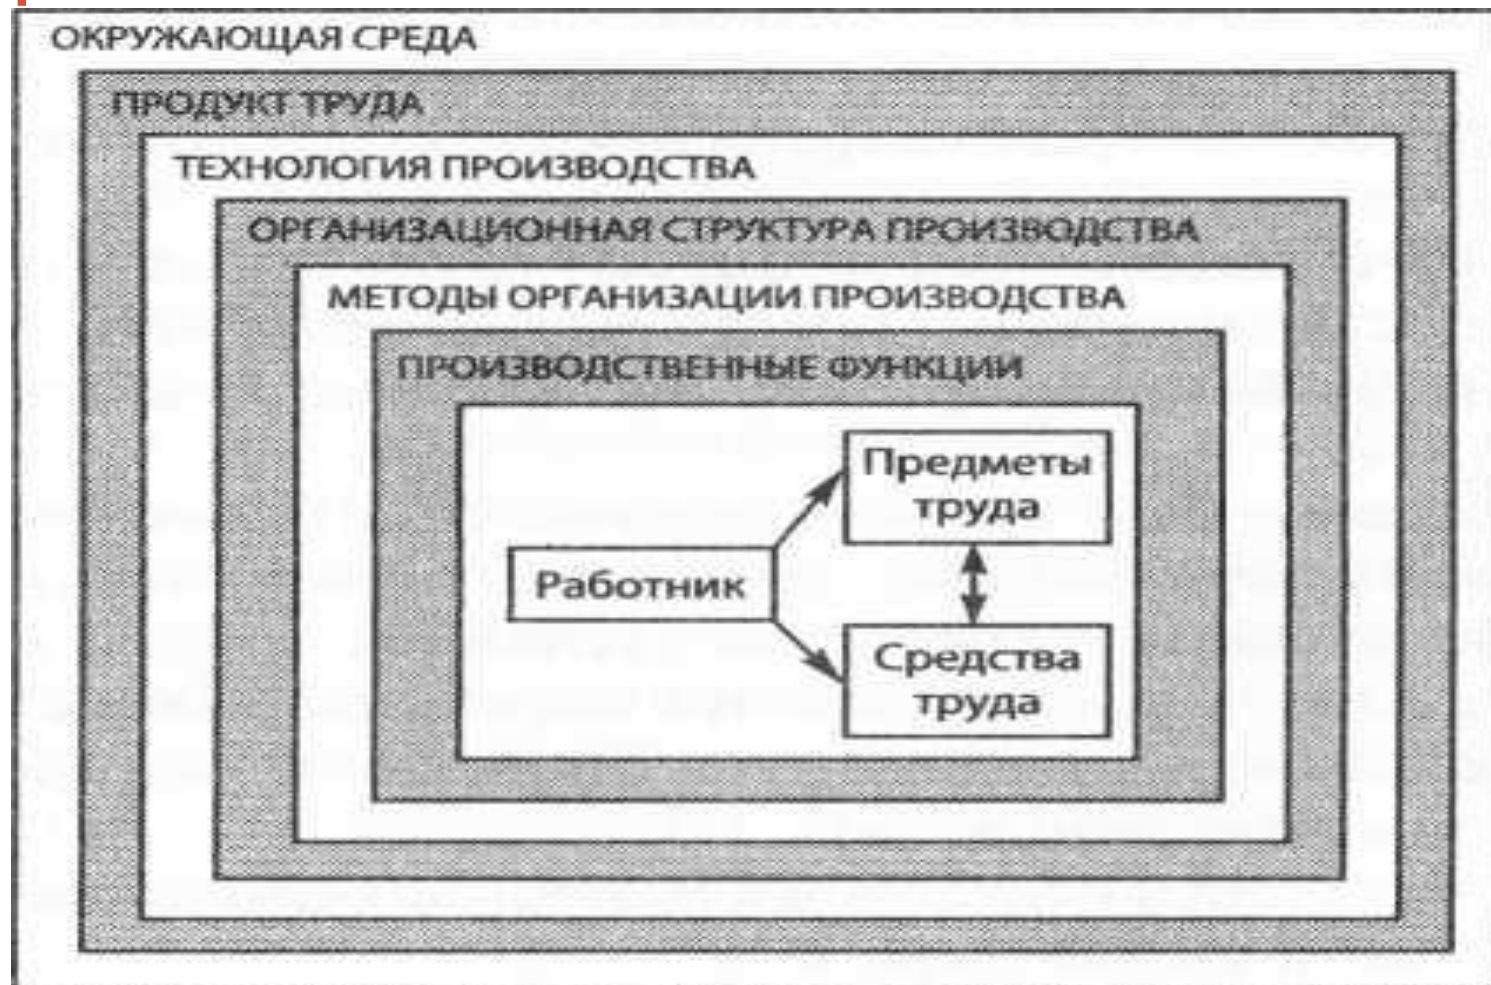 ОКРУЖАЮЩАЯ СРЕДА
ПРОДУКТ ТРУДА
ТЕХНОЛОГИЯ ПРОИЗВОДСТВА
ОРГАНИЗАЦИОННАЯ СТРУКТУРА ПРОИЗВОДСТВА
МЕТОДЫ ОРГАНИЗАЦИИ ПРОИЗВОДСТВА
ПРОИЗВОДСТВЕННЫЕ ФУНКЦИИ
Предметы
труда
Работник
Средства
труда